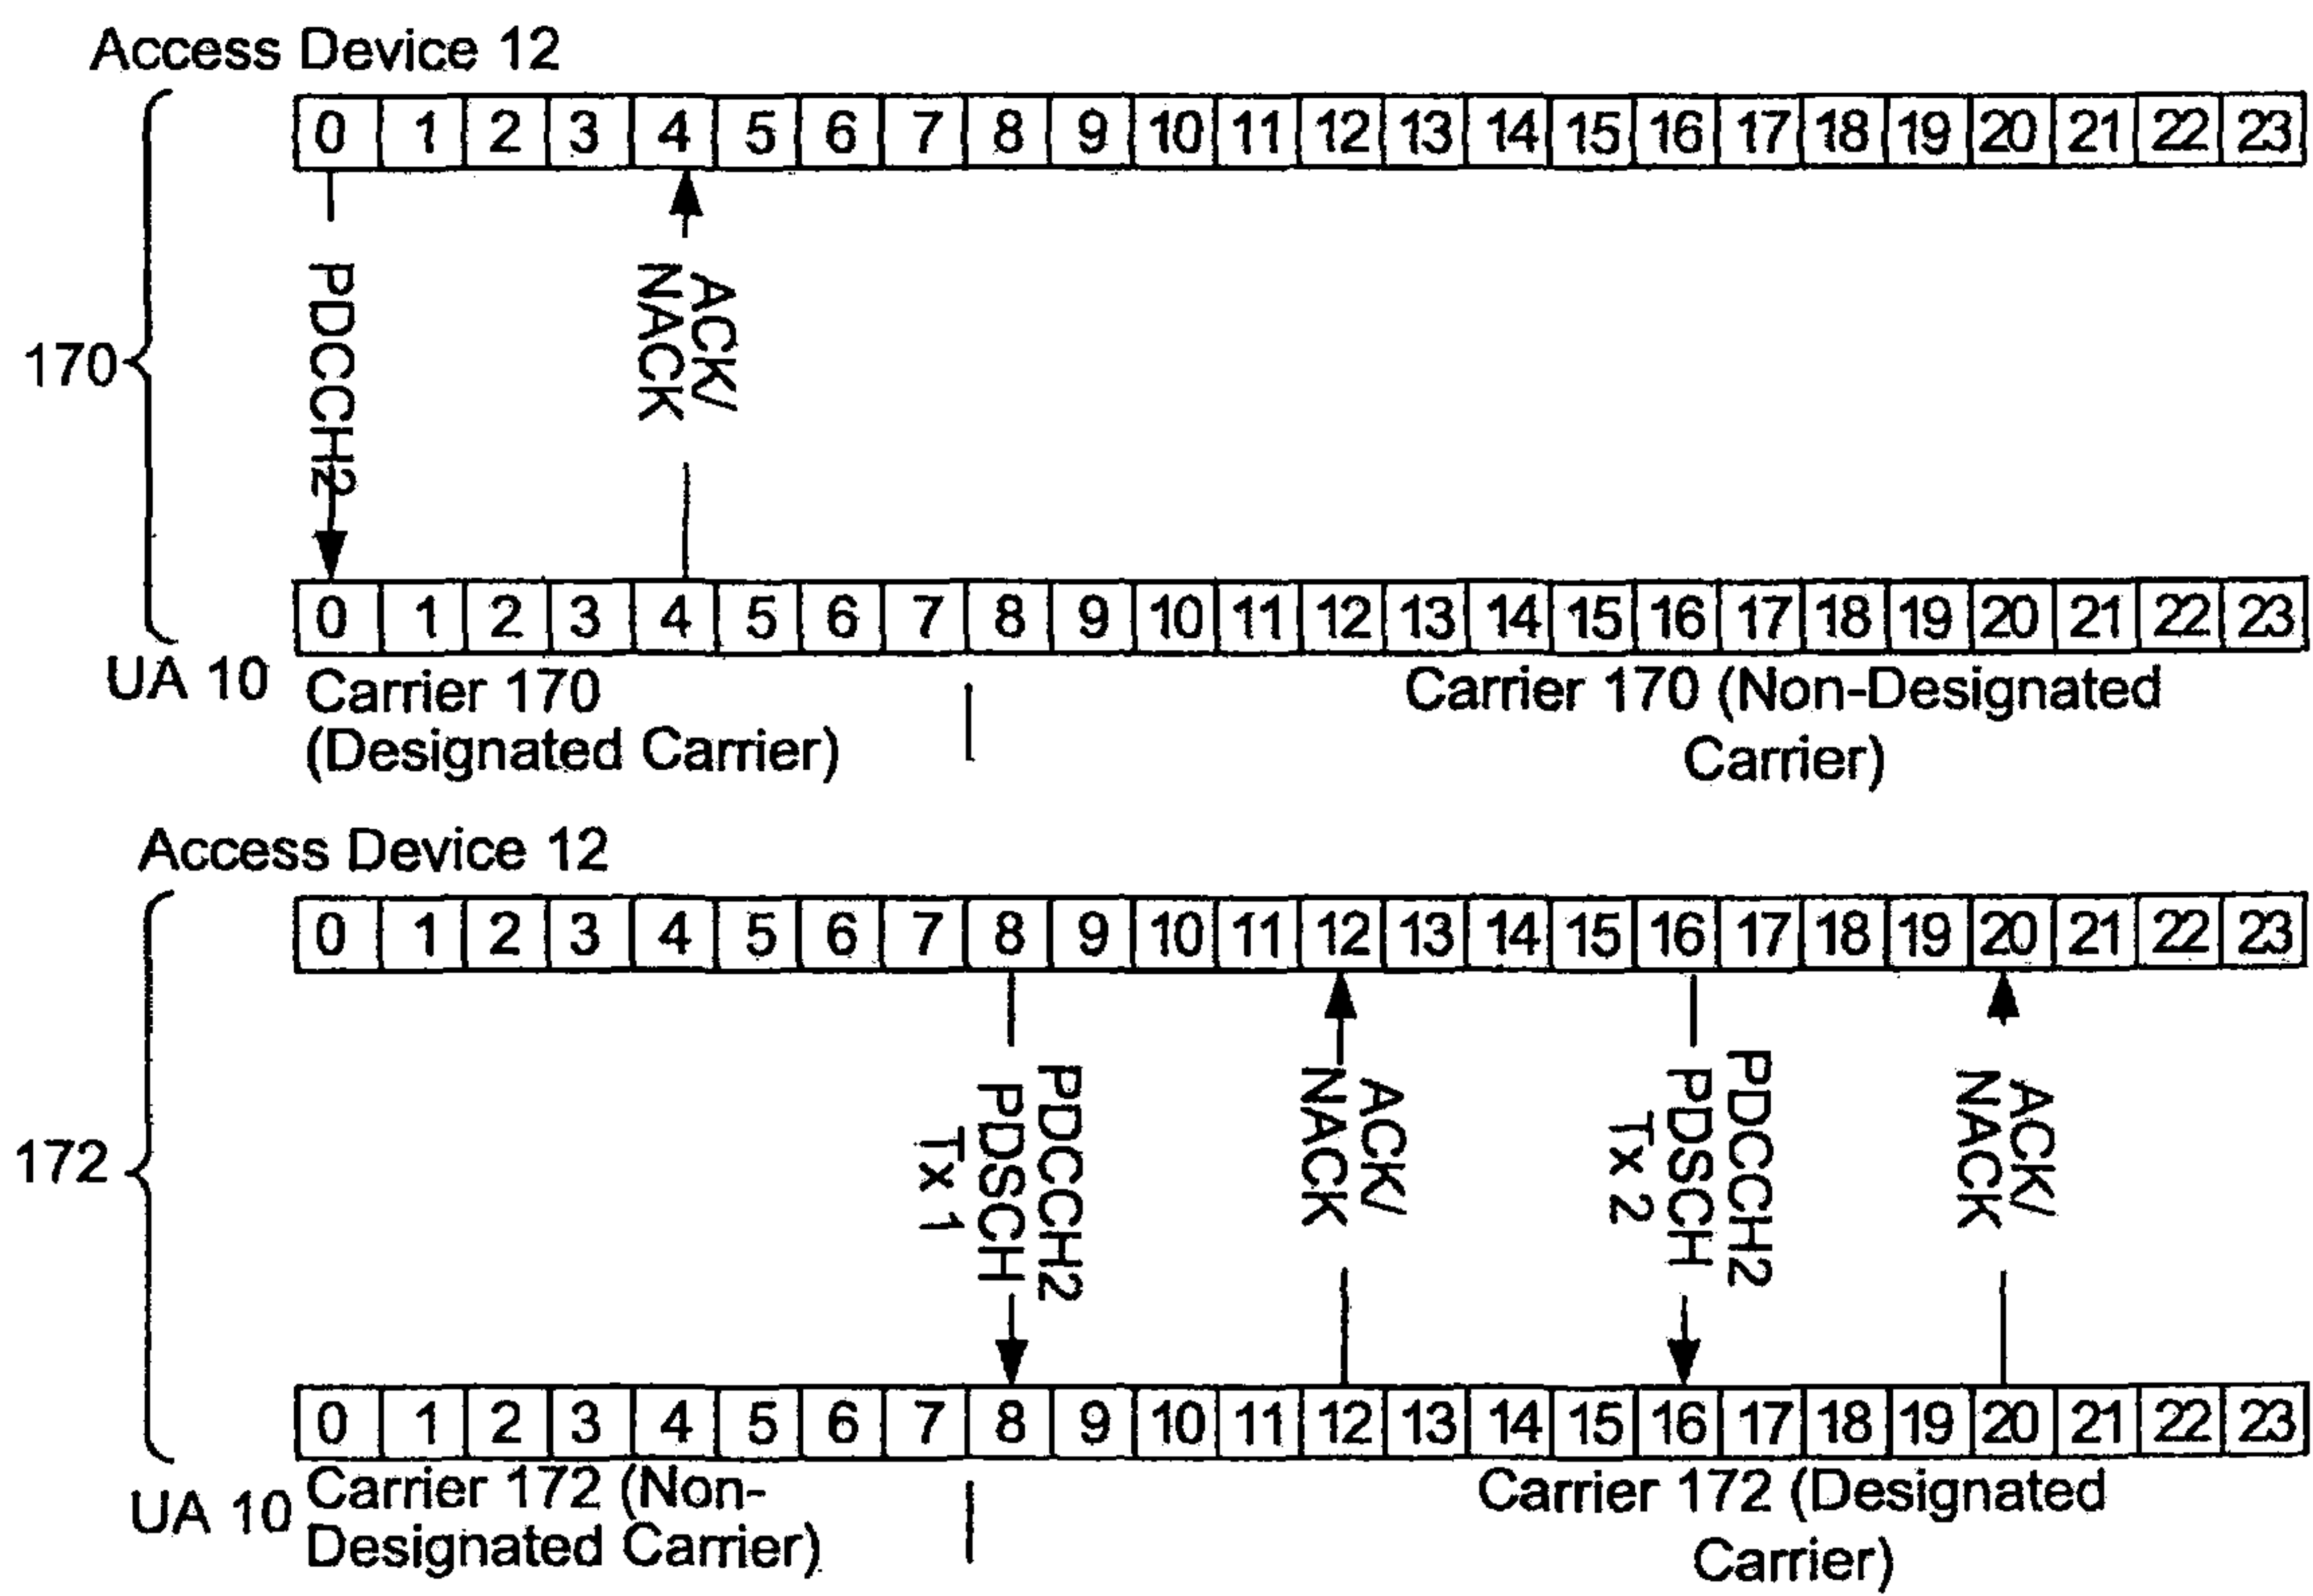 Access Device 12
0 1 2 3 4 5 6 7 8 9 10 11 12 13 14 15 16 17 18 19 20 21 22 23
170
PDCCH2
ACK/
NACK
0 1 2 3 4 5 6 7 8 9 10 11 12 13 14 15 16 17 18 19 20 21 22 23
UA 10
Carrier 170
(Designated Carrier)
Carrier 170 (Non-Designated
Carrier)
Access Device 12
0 1 2 3 4 5 6 7 8 9 10 11 12 13 14 15 16 17 18 19 20 21 22 23
172
PDCCH2
PDSCH
Tx 1
ACK/
NACK
PDCCH2
PDSCH
Tx 2
ACK/
NACK
0 1 2 3 4 5 6 7 8 9 10 11 12 13 14 15 16 17 18 19 20 21 22 23
UA 10
Carrier 172 (Non-
Designated Carrier)
Carrier 172 (Designated
Carrier)